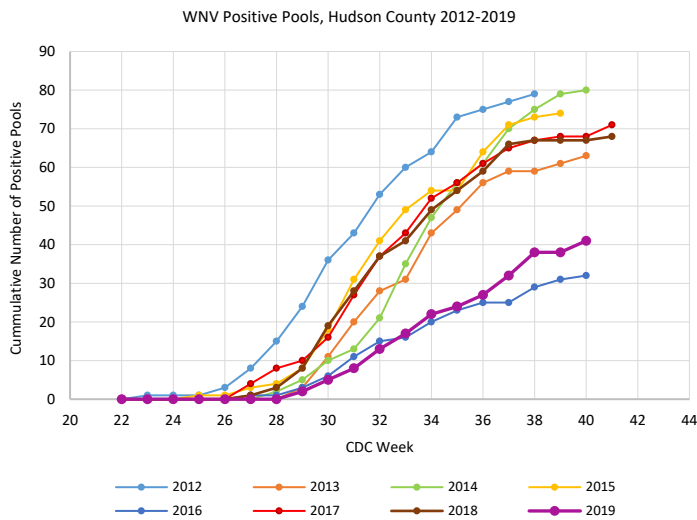 WNV Positive Pools, Hudson County 2012-2019
90
80
70
60
50
40
30
20
10
0
Cummulative Number of Positive Pools
20 22 24 26 28 30 32 34 36 38 40 42 44
CDC Week
2012 2013 2014 2015
2016 2017 2018 2019